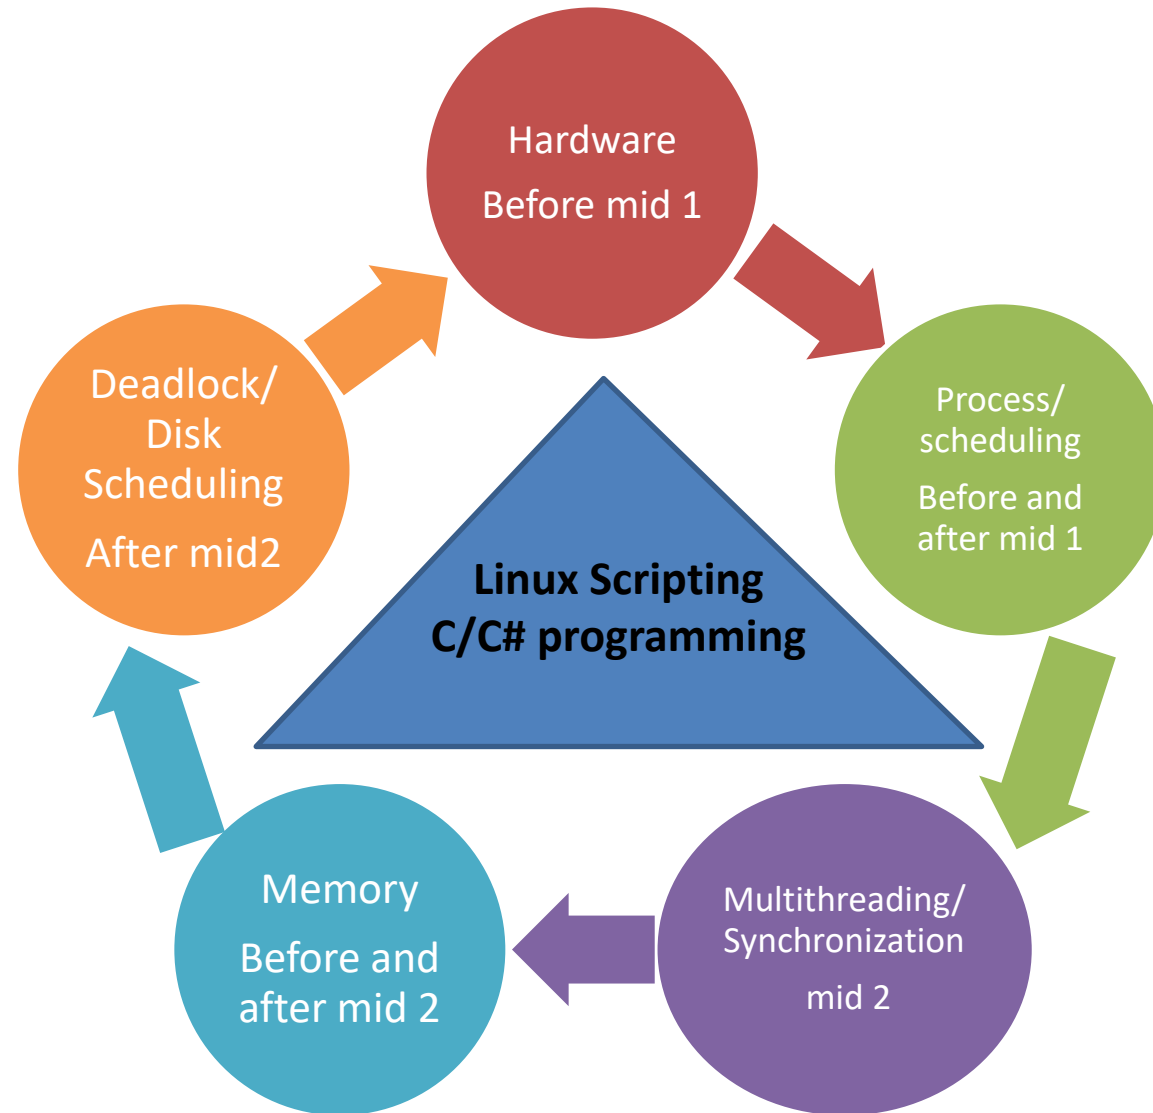 Hardware
Before mid 1
Process/
scheduling
Before and
after mid 1
Multithreading/
Synchronization
mid 2
Memory
Before and
after mid 2
Deadlock/
Disk
Scheduling
After mid2
Linux Scripting
C/C# programming